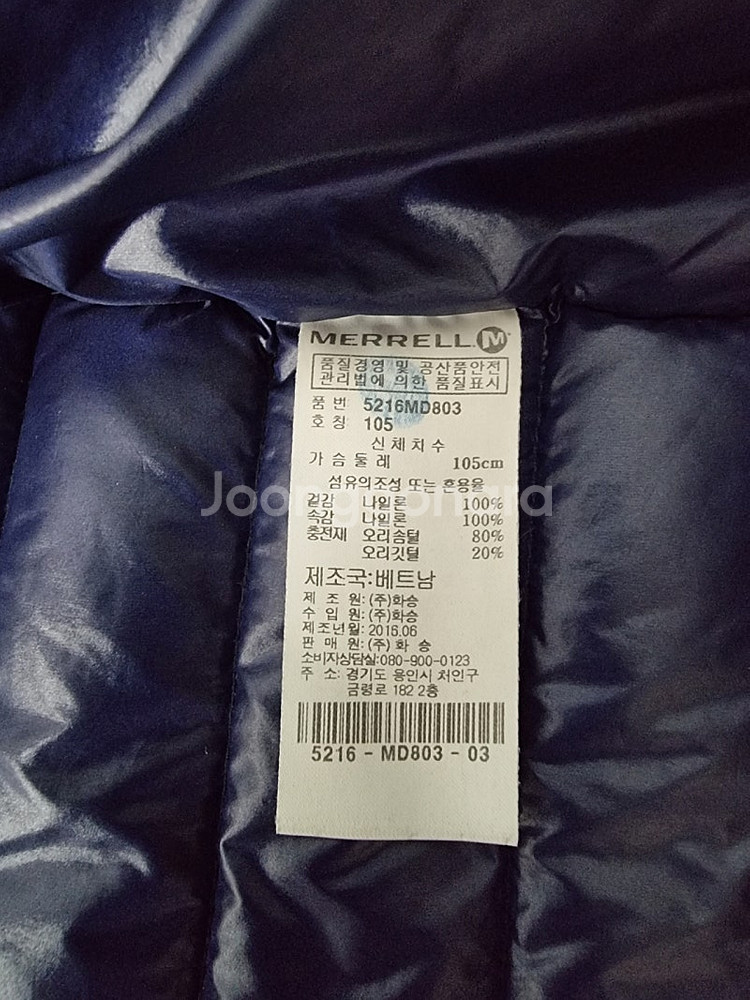 MERRELL M
품질경영 및 공산품안전
관리법에 의한 품질표시
품 번 5216MD803
호 칭 105
신 체 치 수
가 슴 둘 레 105cm
섬유의조성 또는 혼용율
겉감 나일론 100%
속감 나일론 100%
충전재 오리솜털 80%
오리깃털 20%
제조국:베트남
제 조 원: (주)화승
수 입 원: (주)화승
제조년월: 2016.06
판 매 원: (주) 화 승
소비자상담실:080-900-0123
주 소: 경기도 용인시 처인구
금령로 182 2층
5216 - MD803 - 03
Joongonara